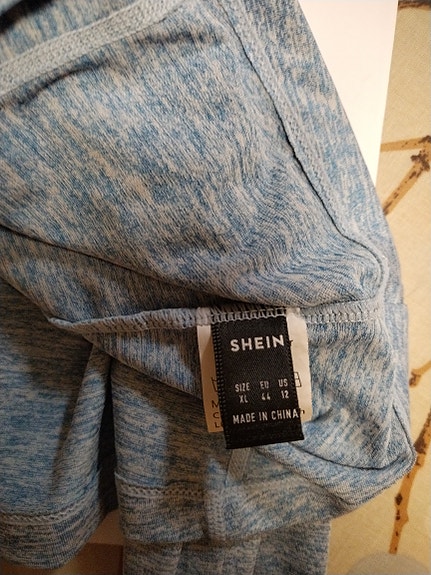 SHEIN
SIZE EU US
XL 44 12
MADE IN CHINA